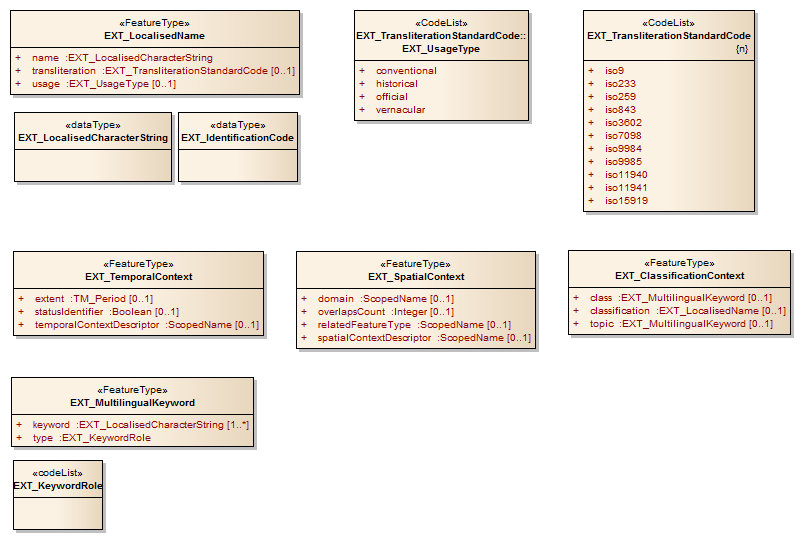 «FeatureType»
EXT_LocalisedName
+ name :EXT_LocalisedCharacterString
+ transliteration :EXT_TransliterationStandardCode [0..1]
+ usage :EXT_UsageType [0..1]
«CodeList»
EXT_TransliterationStandardCode::
EXT_UsageType
+ conventional
+ historical
+ official
+ vernacular
«CodeList»
EXT_TransliterationStandardCode
{n}
+ iso9
+ iso233
+ iso259
+ iso843
+ iso3602
+ iso7098
+ iso9984
+ iso9985
+ iso11940
+ iso11941
+ iso15919
«dataType»
EXT_LocalisedCharacterString
«dataType»
EXT_IdentificationCode
«FeatureType»
EXT_TemporalContext
+ extent :TM_Period [0..1]
+ statusIdentifier :Boolean [0..1]
+ temporalContextDescriptor :ScopedName [0..1]
«FeatureType»
EXT_SpatialContext
+ domain :ScopedName [0..1]
+ overlapsCount :Integer [0..1]
+ relatedFeatureType :ScopedName [0..1]
+ spatialContextDescriptor :ScopedName [0..1]
«FeatureType»
EXT_ClassificationContext
+ class :EXT_MultilingualKeyword [0..1]
+ classification :EXT_LocalisedName [0..1]
+ topic :EXT_MultilingualKeyword [0..1]
«FeatureType»
EXT_MultilingualKeyword
+ keyword :EXT_LocalisedCharacterString [1..*]
+ type :EXT_KeywordRole
«codeList»
EXT_KeywordRole